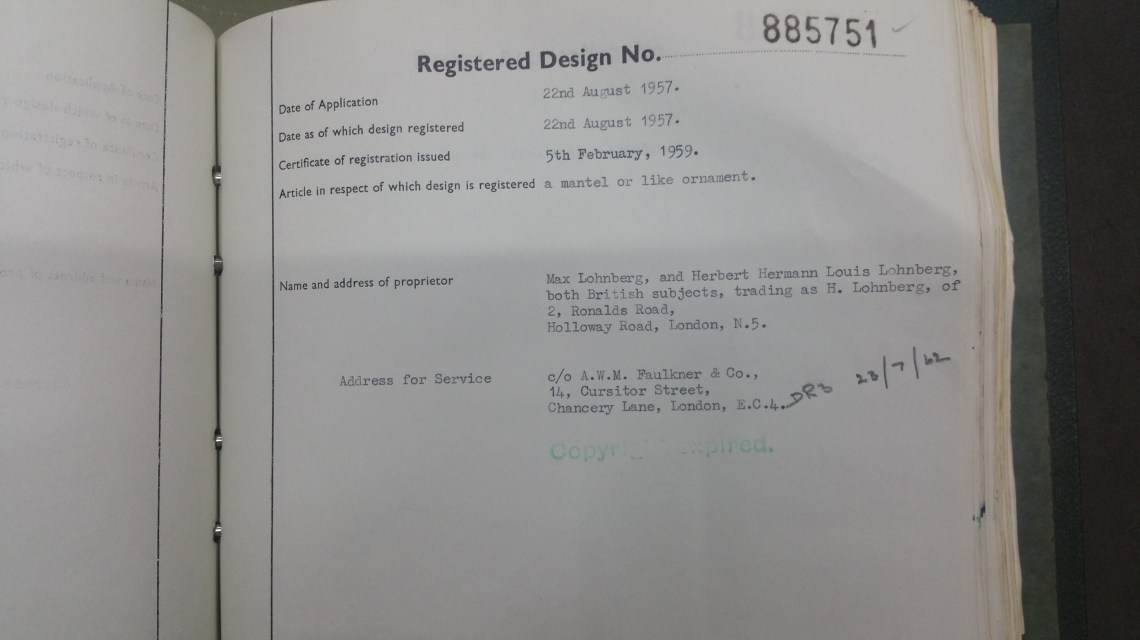 885751
Registered Design No.
Date of Application 22nd August 1957.
Date as of which design registered 22nd August 1957.
Certificate of registration issued 5th February, 1959.
Article in respect of which design is registered a mantel or like ornament.
Name and address of proprietor Max Lohnberg, and Herbert Hermann Louis Lohnberg,
both British subjects, trading as H. Lohnberg, of
2, Ronalds Road,
Holloway Road, London, N.5.
Address for Service c/o A.W.M. Faulkner & Co.,
14, Cursitor Street,
Chancery Lane, London, E.C.4.
23/7/62